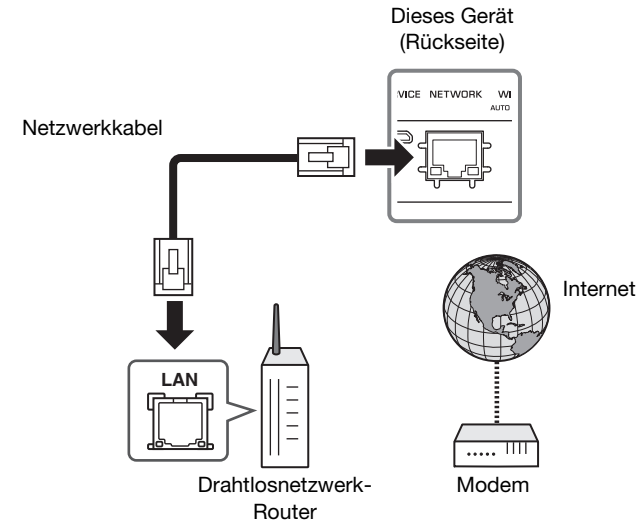 Dieses Gerät
(Rückseite)
VICE NETWORK WI
AUTO
Netzwerkkabel
Internet
LAN
Drahtlosnetzwerk-
Router
Modem